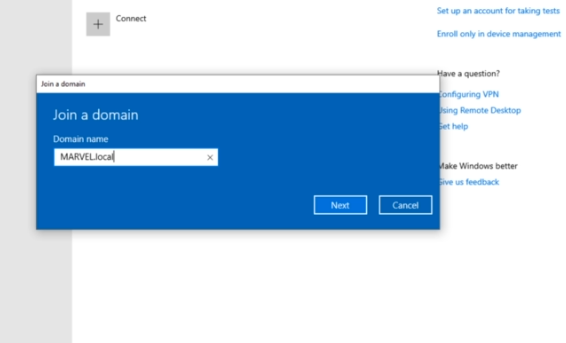 Connect
Set up an account for taking tests
Enroll only in device management
Have a question?
Configuring VPN
Using Remote Desktop
Get help
Make Windows better
Give us feedback
Join a domain
Join a domain
Domain name
MARVEL.local
Next
Cancel